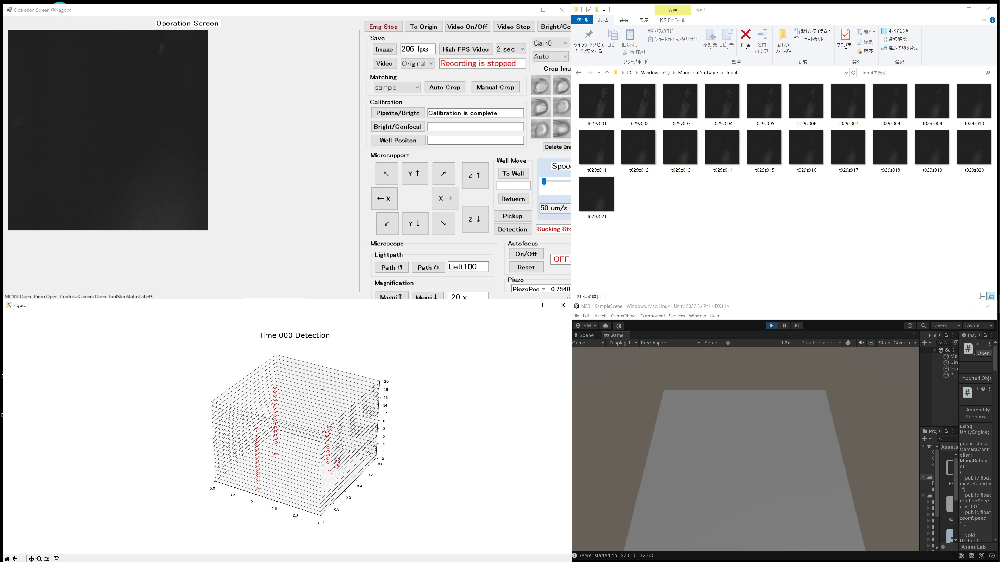 Operation Screen @Nagoya
Operation Screen
Emg Stop
To Origin
Video On/Off
Video Stop
Bright/Co
Save
Image
206 fps
High FPS Video
2 sec
Gain0
Video
Original
Recording is stopped
Auto
Crop Ima
Matching
sample
Auto Crop
Manual Crop
Calibration
Pipette/Bright
Calibration is complete
Bright/Confocal
Well Positon
Delete Ima
Microsupport
↖
Y ↑
↗
Z ↑
← X
X →
↙
Y ↓
↘
Z ↓
Well Move
To Well
Retuern
Pickup
Detection
Spee
50 um/s
Sucking Sto
Microscope
Lightpath
Path ↺
Path ↻
Left100
Magnification
Magni ↑
Magni ↓
20 x
Autofocus
On/Off
OFF.
Reset
Piezo
PiezoPos = -0.7548
MC104 Open Piezo Open ConfocalCamera Open toolStripStatusLabel5
管理
Input
ファイル
ホーム
共有
表示
ピクチャ ツール
クイック アクセス
にピン留めする
コピー
貼り付け
パスのコピー
ショートカットの貼り付け
切り取り
クリップボード
移動先
コピー先
削除
名前
の変更
整理
新しい
フォルダー
新しいアイテム
ショートカット
新規
プロパティ
開く
編集
履歴
開く
すべて選択
選択解除
選択の切り替え
選択
PC
Windows (C:)
MoonshotSoftware
Input
Inputの検索
t029z001
t029z002
t029z003
t029z004
t029z005
t029z006
t029z007
t029z008
t029z009
t029z010
t029z011
t029z012
t029z013
t029z014
t029z015
t029z016
t029z017
t029z018
t029z019
t029z020
t029z021
21 個の項目
Figure 1
Time 000 Detection
20
18
16
14
12
10
8
6
4
2
0
0.0
0.2
0.4
0.6
0.8
1.0
0.0
0.2
0.4
0.6
0.8
1.0
MS3 - SampleScene - Windows, Mac, Linux - Unity 2022.3.42f1 <DX11>
File Edit Assets GameObject Component Services Window Help
HM
Layers
Layout
Scene
Game
Hie
Insp
Game
Display 1
Free Aspect
Scale
1.2x
Play Focused
Stats
Gizmos
Sa
Ma
Dir
Ga
Pla
#
Open
Imported Obje
#
Assembly
Filename
Pro
Assets
using
UnityEngine;
public class
CameraContr
oller :
MonoBehavi
our
{
public float
moveSpeed =
1f;
public float
rotationSpee
d = 100f;
public float
zoomSpeed =
1f;
void
Update()
Asset Lab
Sc
Server started on 127.0.0.1:12345